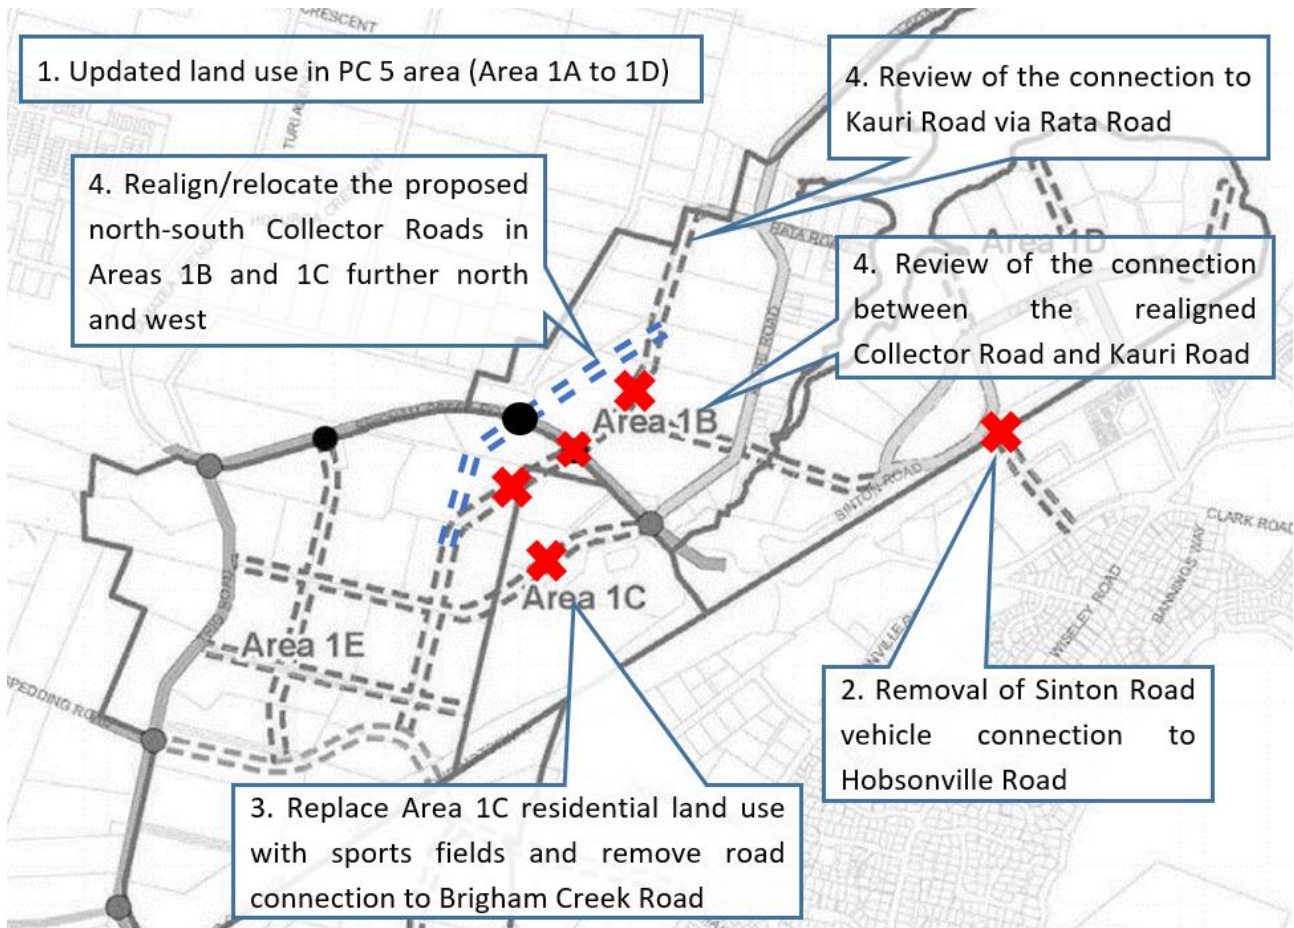 CRESCENT
1. Updated land use in PC 5 area (Area 1A to 1D)
4. Review of the connection to
Kauri Road via Rata Road
4. Realign/relocate the proposed
north-south Collector Roads in
Areas 1B and 1C further north
and west
RATA ROAD
Area 1D
4. Review of the connection
between the realigned
Collector Road and Kauri Road
Area 1B
SINTON ROAD
CLARK ROAD
BANNINGS WAY
WISELEY ROAD
Area 1C
Area 1E
2. Removal of Sinton Road
vehicle connection to
Hobsonville Road
3. Replace Area 1C residential land use
with sports fields and remove road
connection to Brigham Creek Road